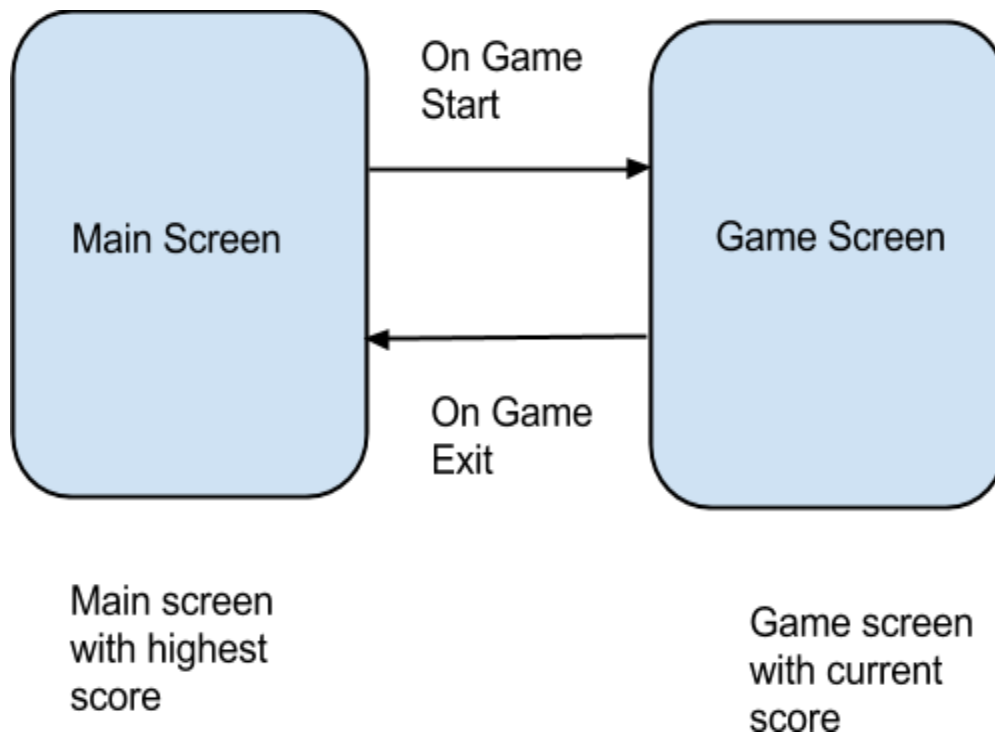 On Game
Start
Main Screen
Game Screen
On Game
Exit
Main screen
with highest
score
Game screen
with current
score